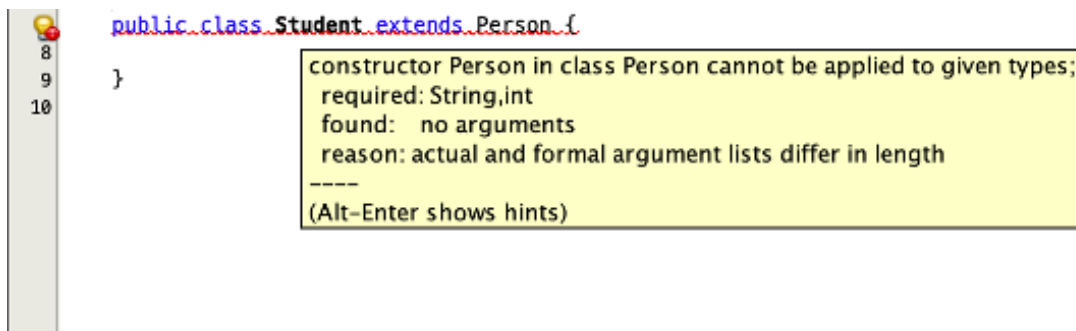 public class Student extends Person {
8
9 }
10
constructor Person in class Person cannot be applied to given types;
required: String,int
found: no arguments
reason: actual and formal argument lists differ in length
----
(Alt-Enter shows hints)